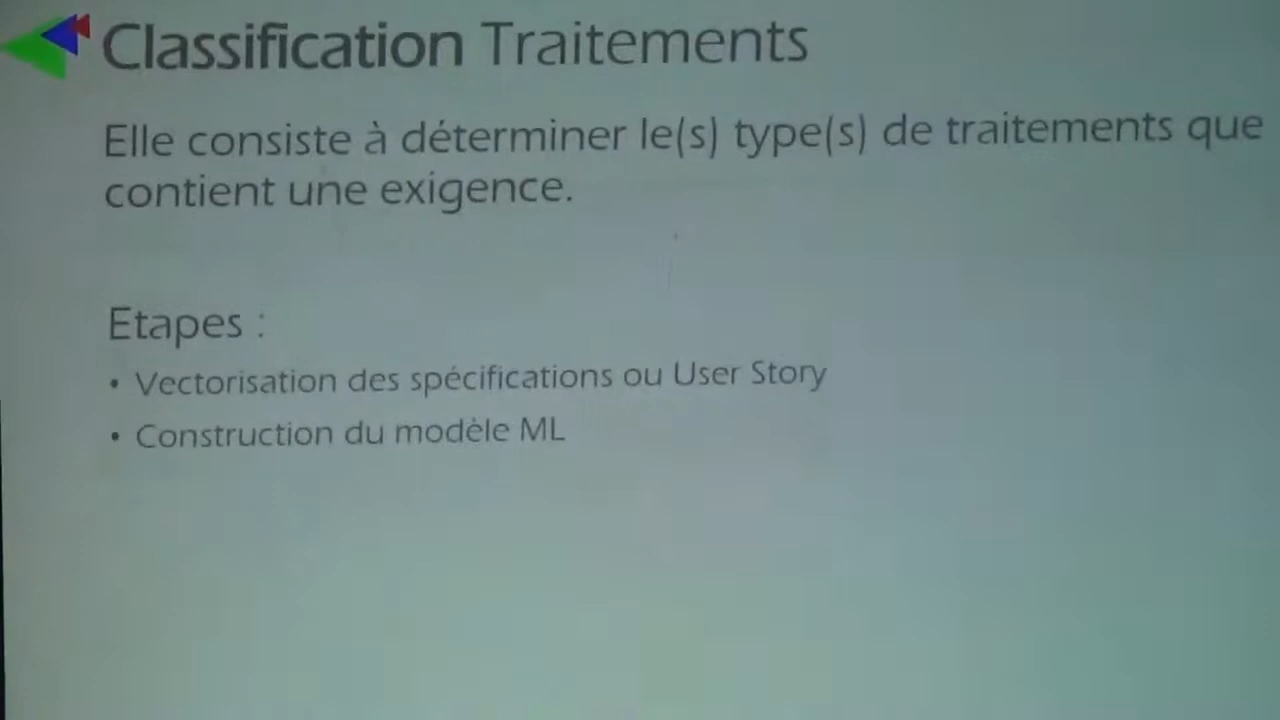 Classification Traitements
Elle consiste à déterminer le(s) type(s) de traitements que
contient une exigence.
Etapes :
• Vectorisation des spécifications ou User Story
• Construction du modèle ML